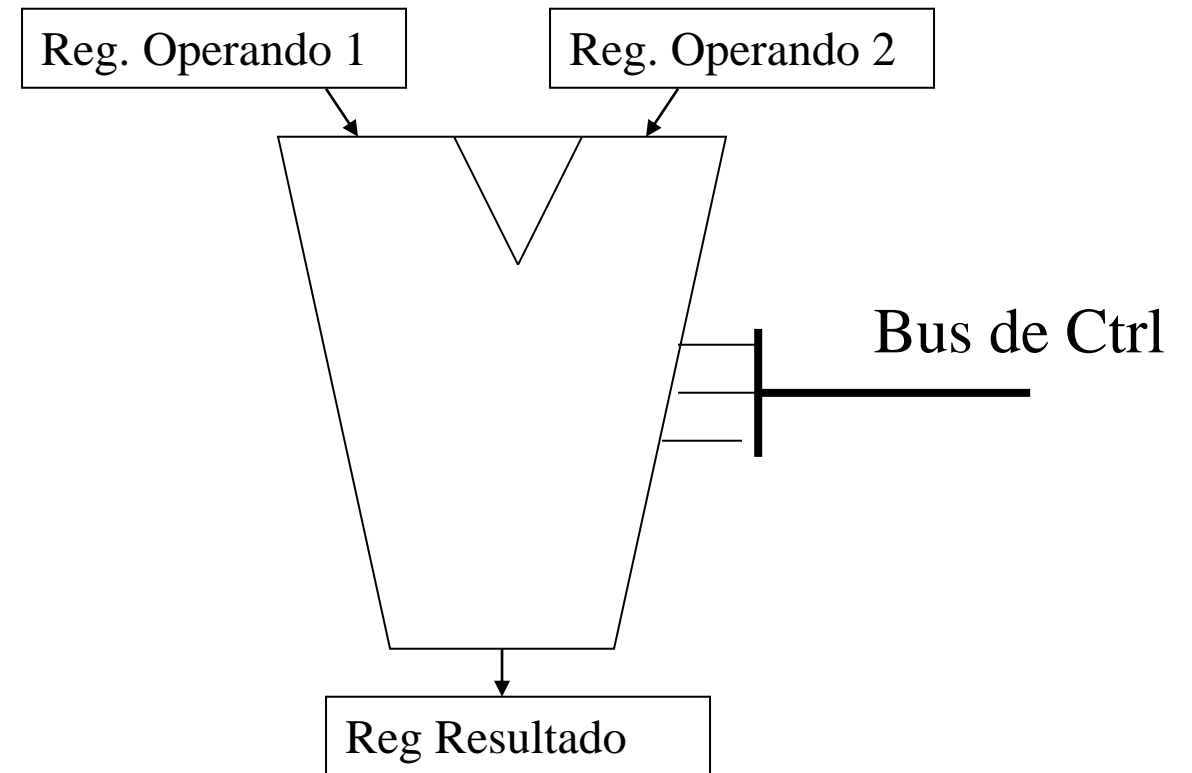 Reg. Operando 1
Reg. Operando 2
Bus de Ctrl
Reg Resultado